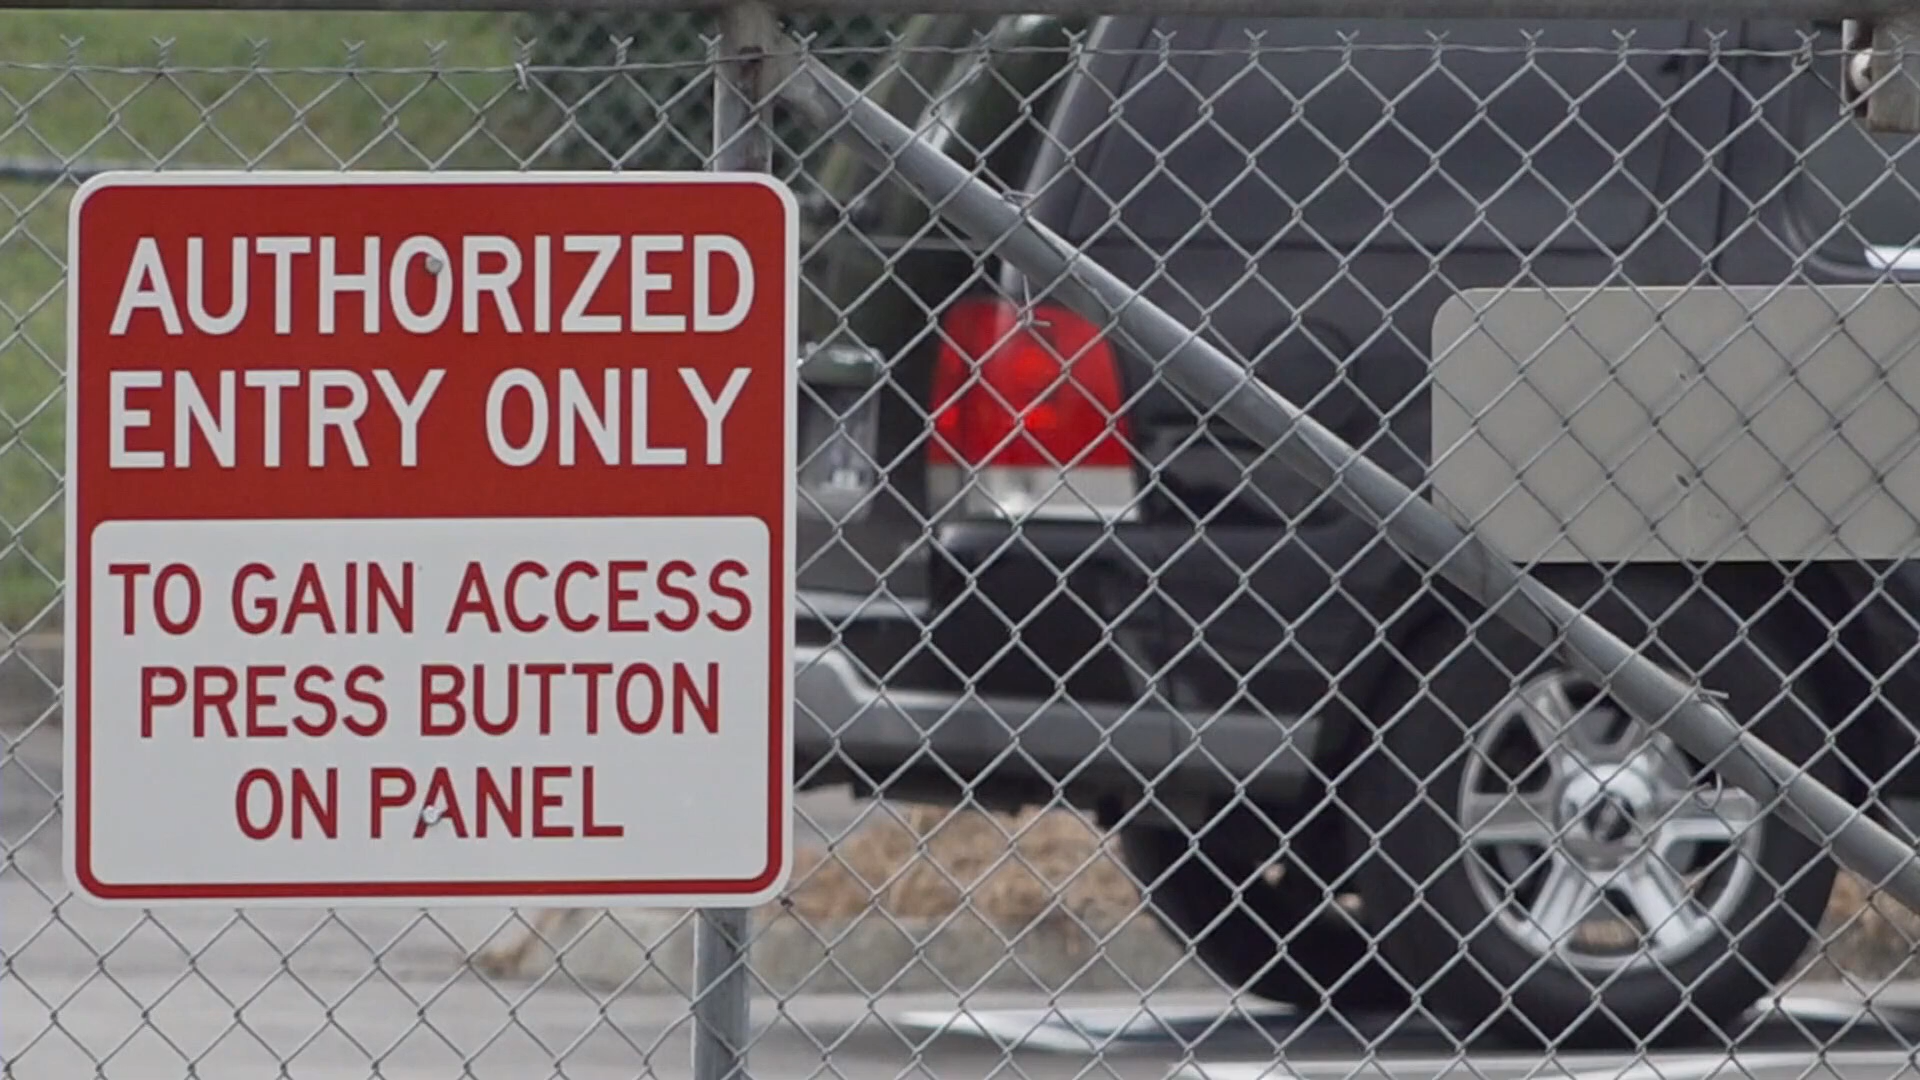 AUTHORIZED
ENTRY ONLY
TO GAIN ACCESS
PRESS BUTTON
ON PANEL